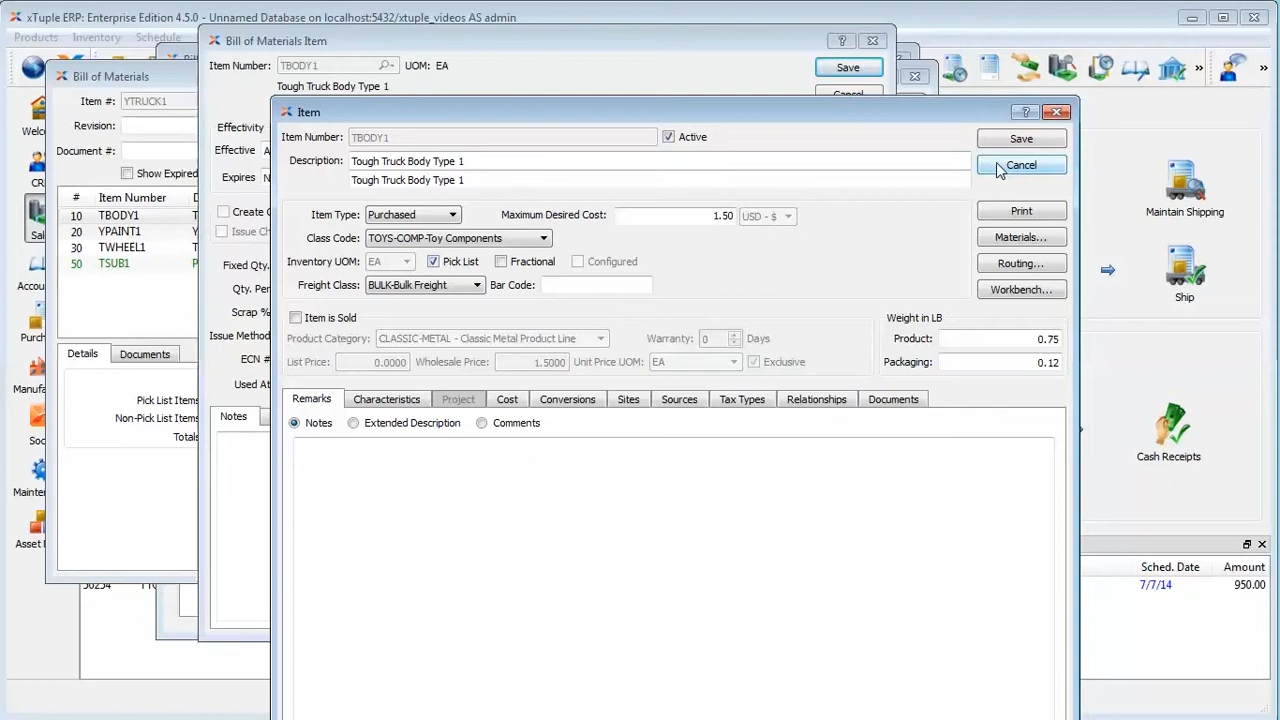 xTuple ERP: Enterprise Edition 4.5.0 - Unnamed Database on localhost:5432/xtuple_videos AS admin
Products Inventory Schedule
Bill of Materials Item
Item Number: TBODY1 UOM: EA
Save
Tough Truck Body Type 1
Cancel
Bill of Materials
Item #: YTRUCK1
Revision:
Document #:
Show Expired
# Item Number
10 TBODY1
20 YPAINT1
30 TWHEEL1
50 TSUB1
Details Documents
Pick List Items
Non-Pick List Items
Totals
Effectivity
Effective
Expires
Issue
Fixed Qty.
Qty. Per
Scrap %
Issue Method
ECN #
Used At
Notes
Item
Item Number: TBODY1 Active
Save
Description: Tough Truck Body Type 1
Cancel
Tough Truck Body Type 1
Item Type: Purchased Maximum Desired Cost: 1.50 USD - $
Print
Class Code: TOYS-COMP-Toy Components
Materials...
Inventory UOM: EA Pick List Fractional Configured
Routing...
Freight Class: BULK-Bulk Freight Bar Code:
Workbench...
Item is Sold
Weight in LB
Product Category: CLASSIC-METAL - Classic Metal Product Line Warranty: 0 Days
Product: 0.75
List Price: 0.0000 Wholesale Price: 1.5000 Unit Price UOM: EA Exclusive
Packaging: 0.12
Remarks Characteristics Project Cost Conversions Sites Sources Tax Types Relationships Documents
Notes Extended Description Comments
Maintain Shipping
Ship
Cash Receipts
Sched. Date Amount
7/7/14 950.00
50254